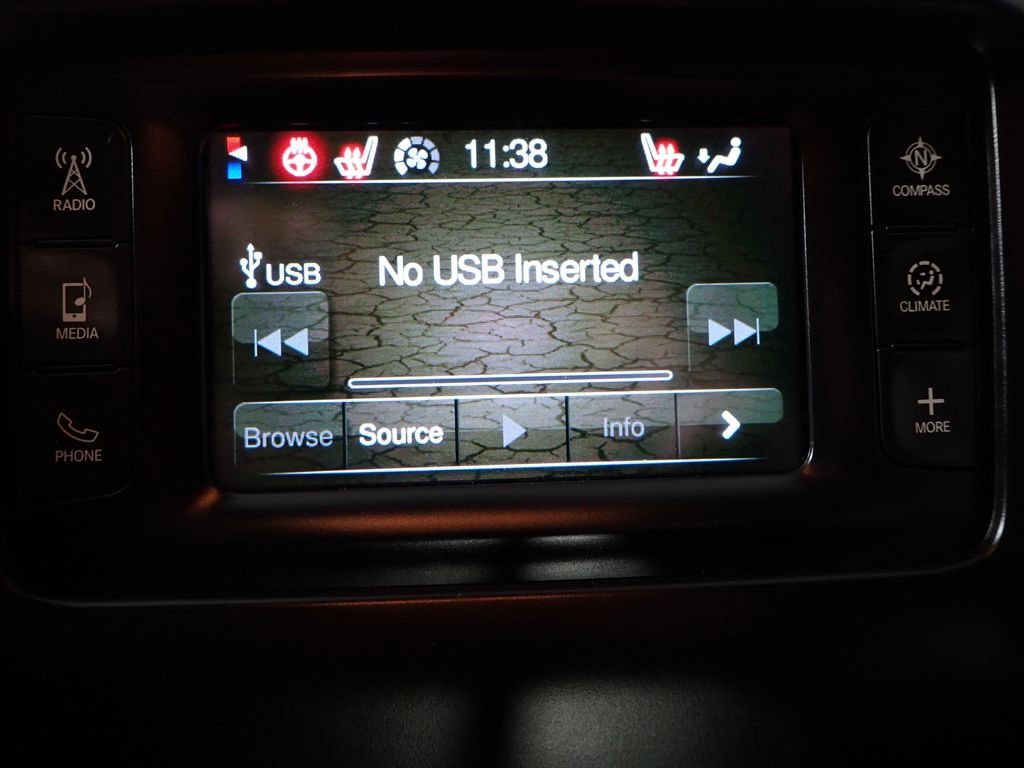 11:38
RADIO
N
COMPASS
USB
No USB Inserted
MEDIA
CLIMATE
Browse
Source
Info
PHONE
MORE